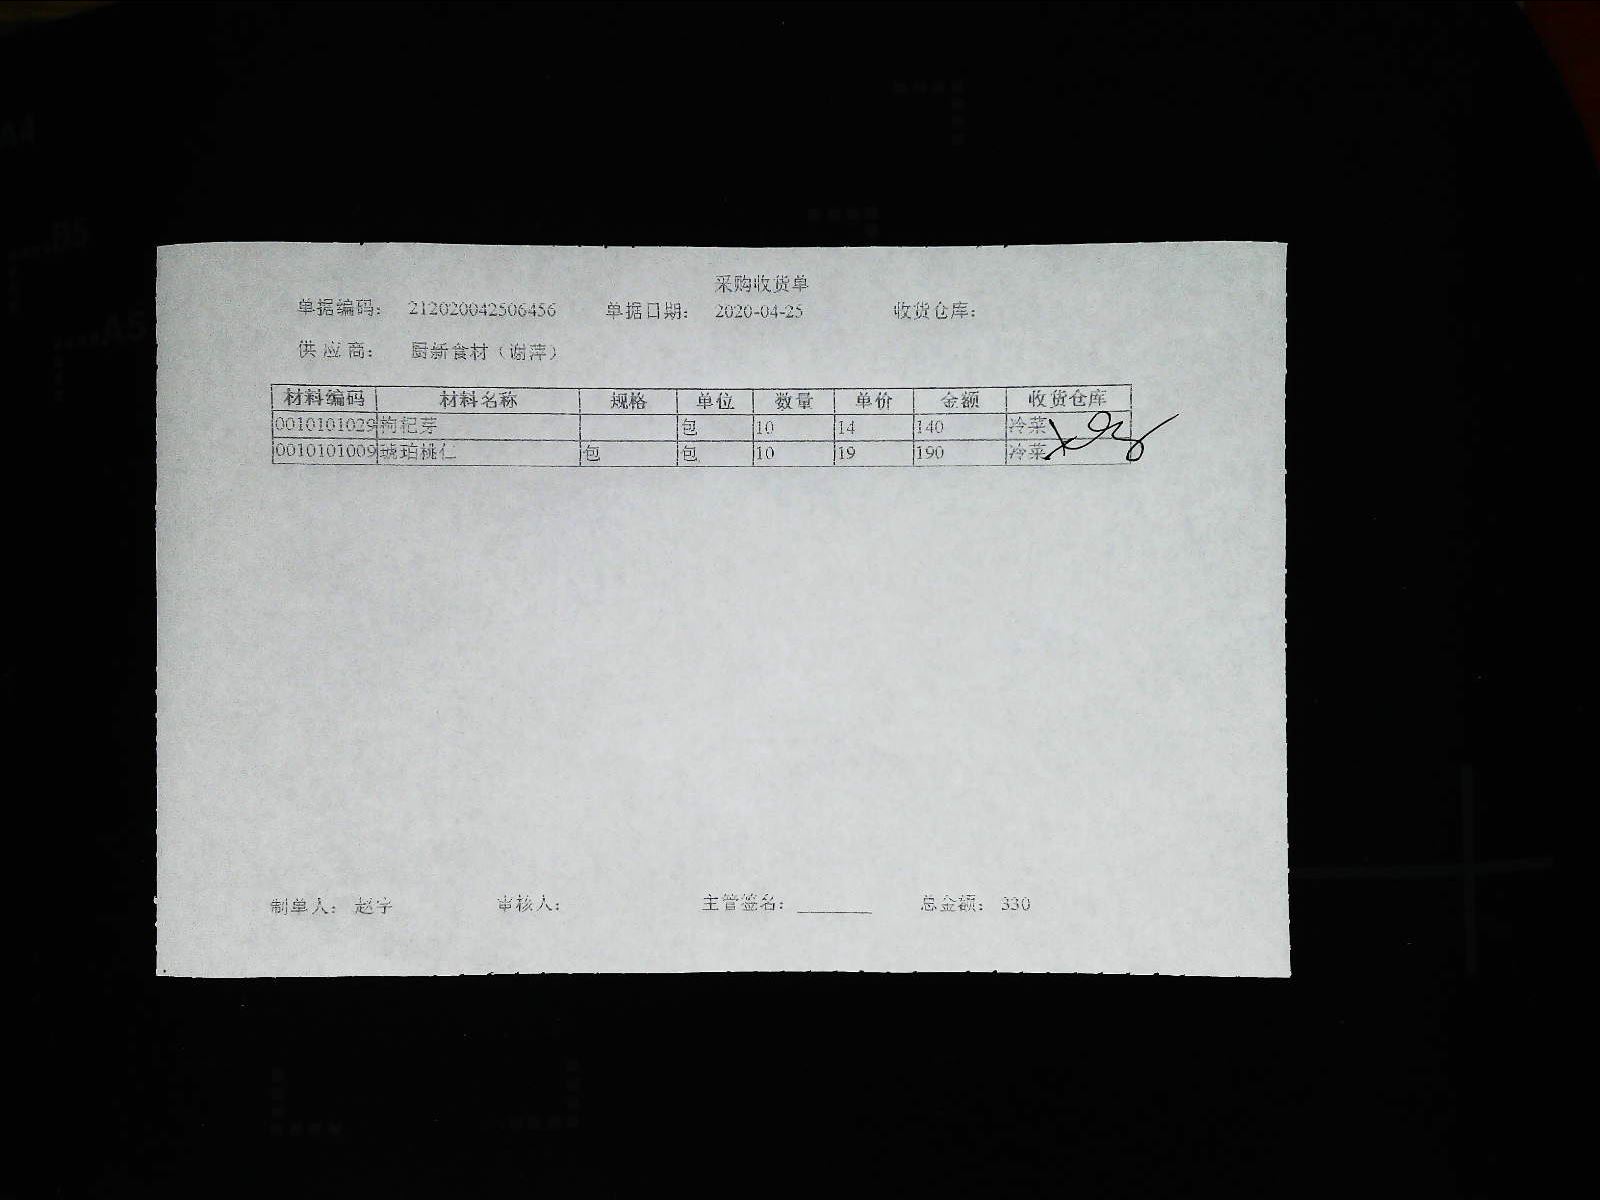 采购收货单
单据编码： 212020042506456 单据日期： 2020-04-25 收货仓库：
供应商： 厨新食材（谢萍）
材料编码 材料名称 规格 单位 数量 单价 金额 收货仓库
0010101029 枸杞芽 包 10 14 140 冷菜
0010101009 琥珀桃仁 包 包 10 19 190 冷菜
制单人： 赵宇 审核人： 主管签名： 总金额： 330
A4
B5
A5